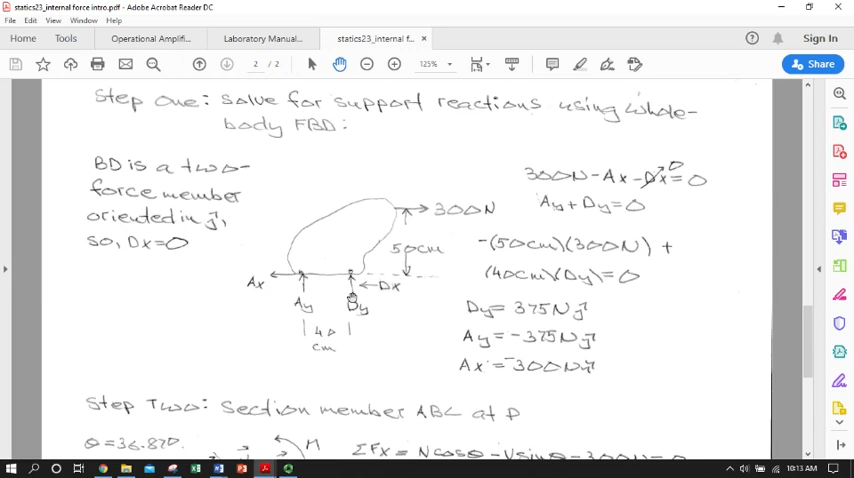 statics23_internal force intro.pdf - Adobe Acrobat Reader DC
File Edit View Window Help
Home Tools Operational Amplifi... Laboratory Manual... statics23_internal f... × Sign In
2 / 2 125% Share
Step one: solve for support reactions using whole-
body FBD:
BD is a two-
force member
oriented in j,
so, Dx=0
300N
50cm
Ax
Ay
Dy
Dx
40
cm
300N - Ax - Dx = 0
0
Ay + Dy = 0
-(50cm)(300N) +
(40cm)(Dy) = 0
Dy = 375N j
Ay = -375N j
Ax = -300N i
Step Two: Section member ABC at P
θ = 36.870.
M
ΣFx = Ncosθ - Vsinθ - 300N = 0
10:13 AM